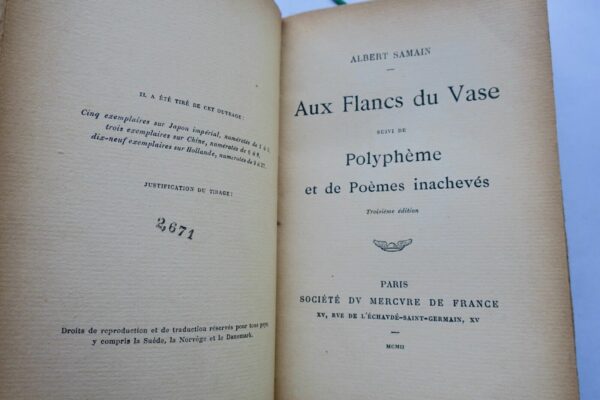 IL A ÉTÉ TIRÉ DE CET OUVRAGE :
Cinq exemplaires sur Japon impérial, numérotés de 1 à 5,
trois exemplaires sur Chine, numérotés de 6 à 8,
dix-neuf exemplaires sur Hollande, numérotés de 9 à 27.
JUSTIFICATION DU TIRAGE :
2,671
Droits de reproduction et de traduction réservés pour tous pays
y compris la Suède, la Norvège et le Danemark.
ALBERT SAMAIN
Aux Flancs du Vase
SUIVI DE
Polyphème
et de Poèmes inachevés
Troisième édition
PARIS
SOCIÉTÉ DV MERCVRE DE FRANCE
XV, RVE DE L'ÉCHAVDÉ-SAINT-GERMAIN, XV
MCMII